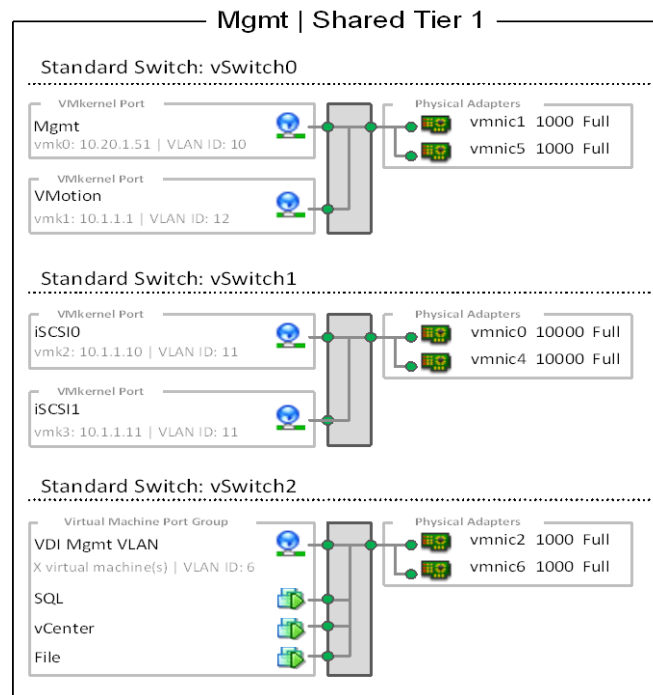 Mgmt | Shared Tier 1
Standard Switch: vSwitch0
VMkernel Port
Physical Adapters
Mgmt
vmk0: 10.20.1.51 | VLAN ID: 10
vmnic1 1000 Full
vmnic5 1000 Full
VMkernel Port
VMotion
vmk1: 10.1.1.1 | VLAN ID: 12
Standard Switch: vSwitch1
VMkernel Port
Physical Adapters
iSCSI0
vmk2: 10.1.1.10 | VLAN ID: 11
vmnic0 10000 Full
vmnic4 10000 Full
VMkernel Port
iSCSI1
vmk3: 10.1.1.11 | VLAN ID: 11
Standard Switch: vSwitch2
Virtual Machine Port Group
Physical Adapters
VDI Mgmt VLAN
X virtual machine(s) | VLAN ID: 6
vmnic2 1000 Full
vmnic6 1000 Full
SQL
vCenter
File